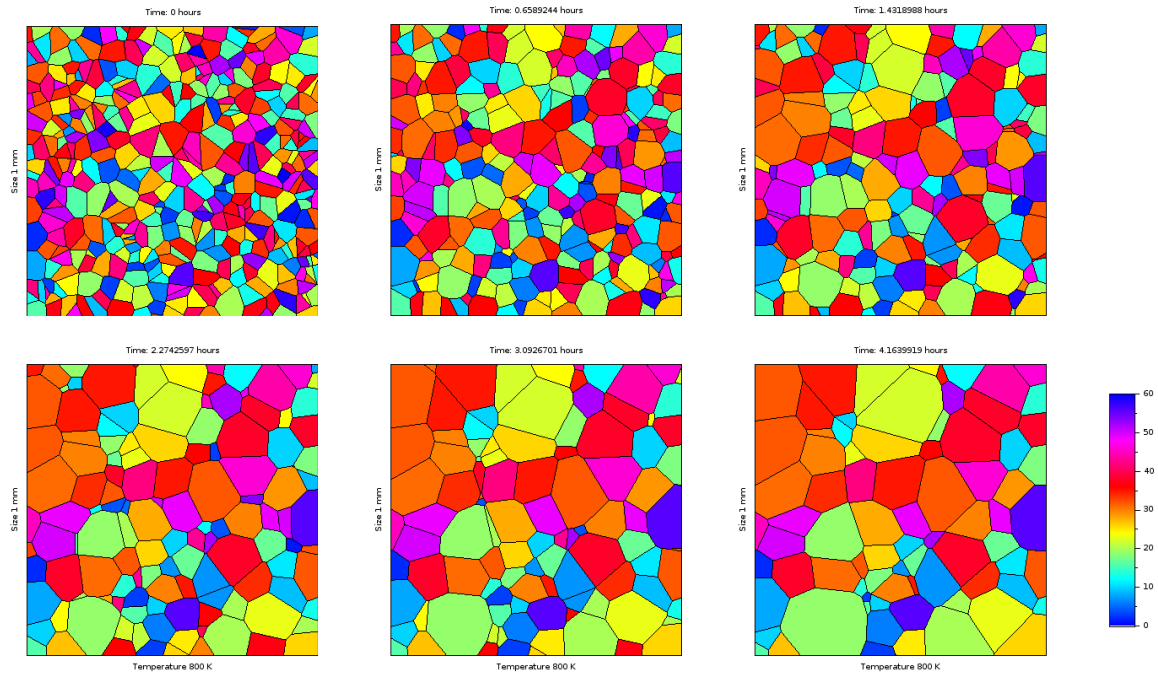 Time: 0 hours
Time: 0.6589244 hours
Time: 1.4318988 hours
Size 1 mm
Size 1 mm
Size 1 mm
Time: 2.2742597 hours
Time: 3.0926701 hours
Time: 4.1639919 hours
Size 1 mm
Size 1 mm
Size 1 mm
60
50
40
30
20
10
0
Temperature 800 K
Temperature 800 K
Temperature 800 K